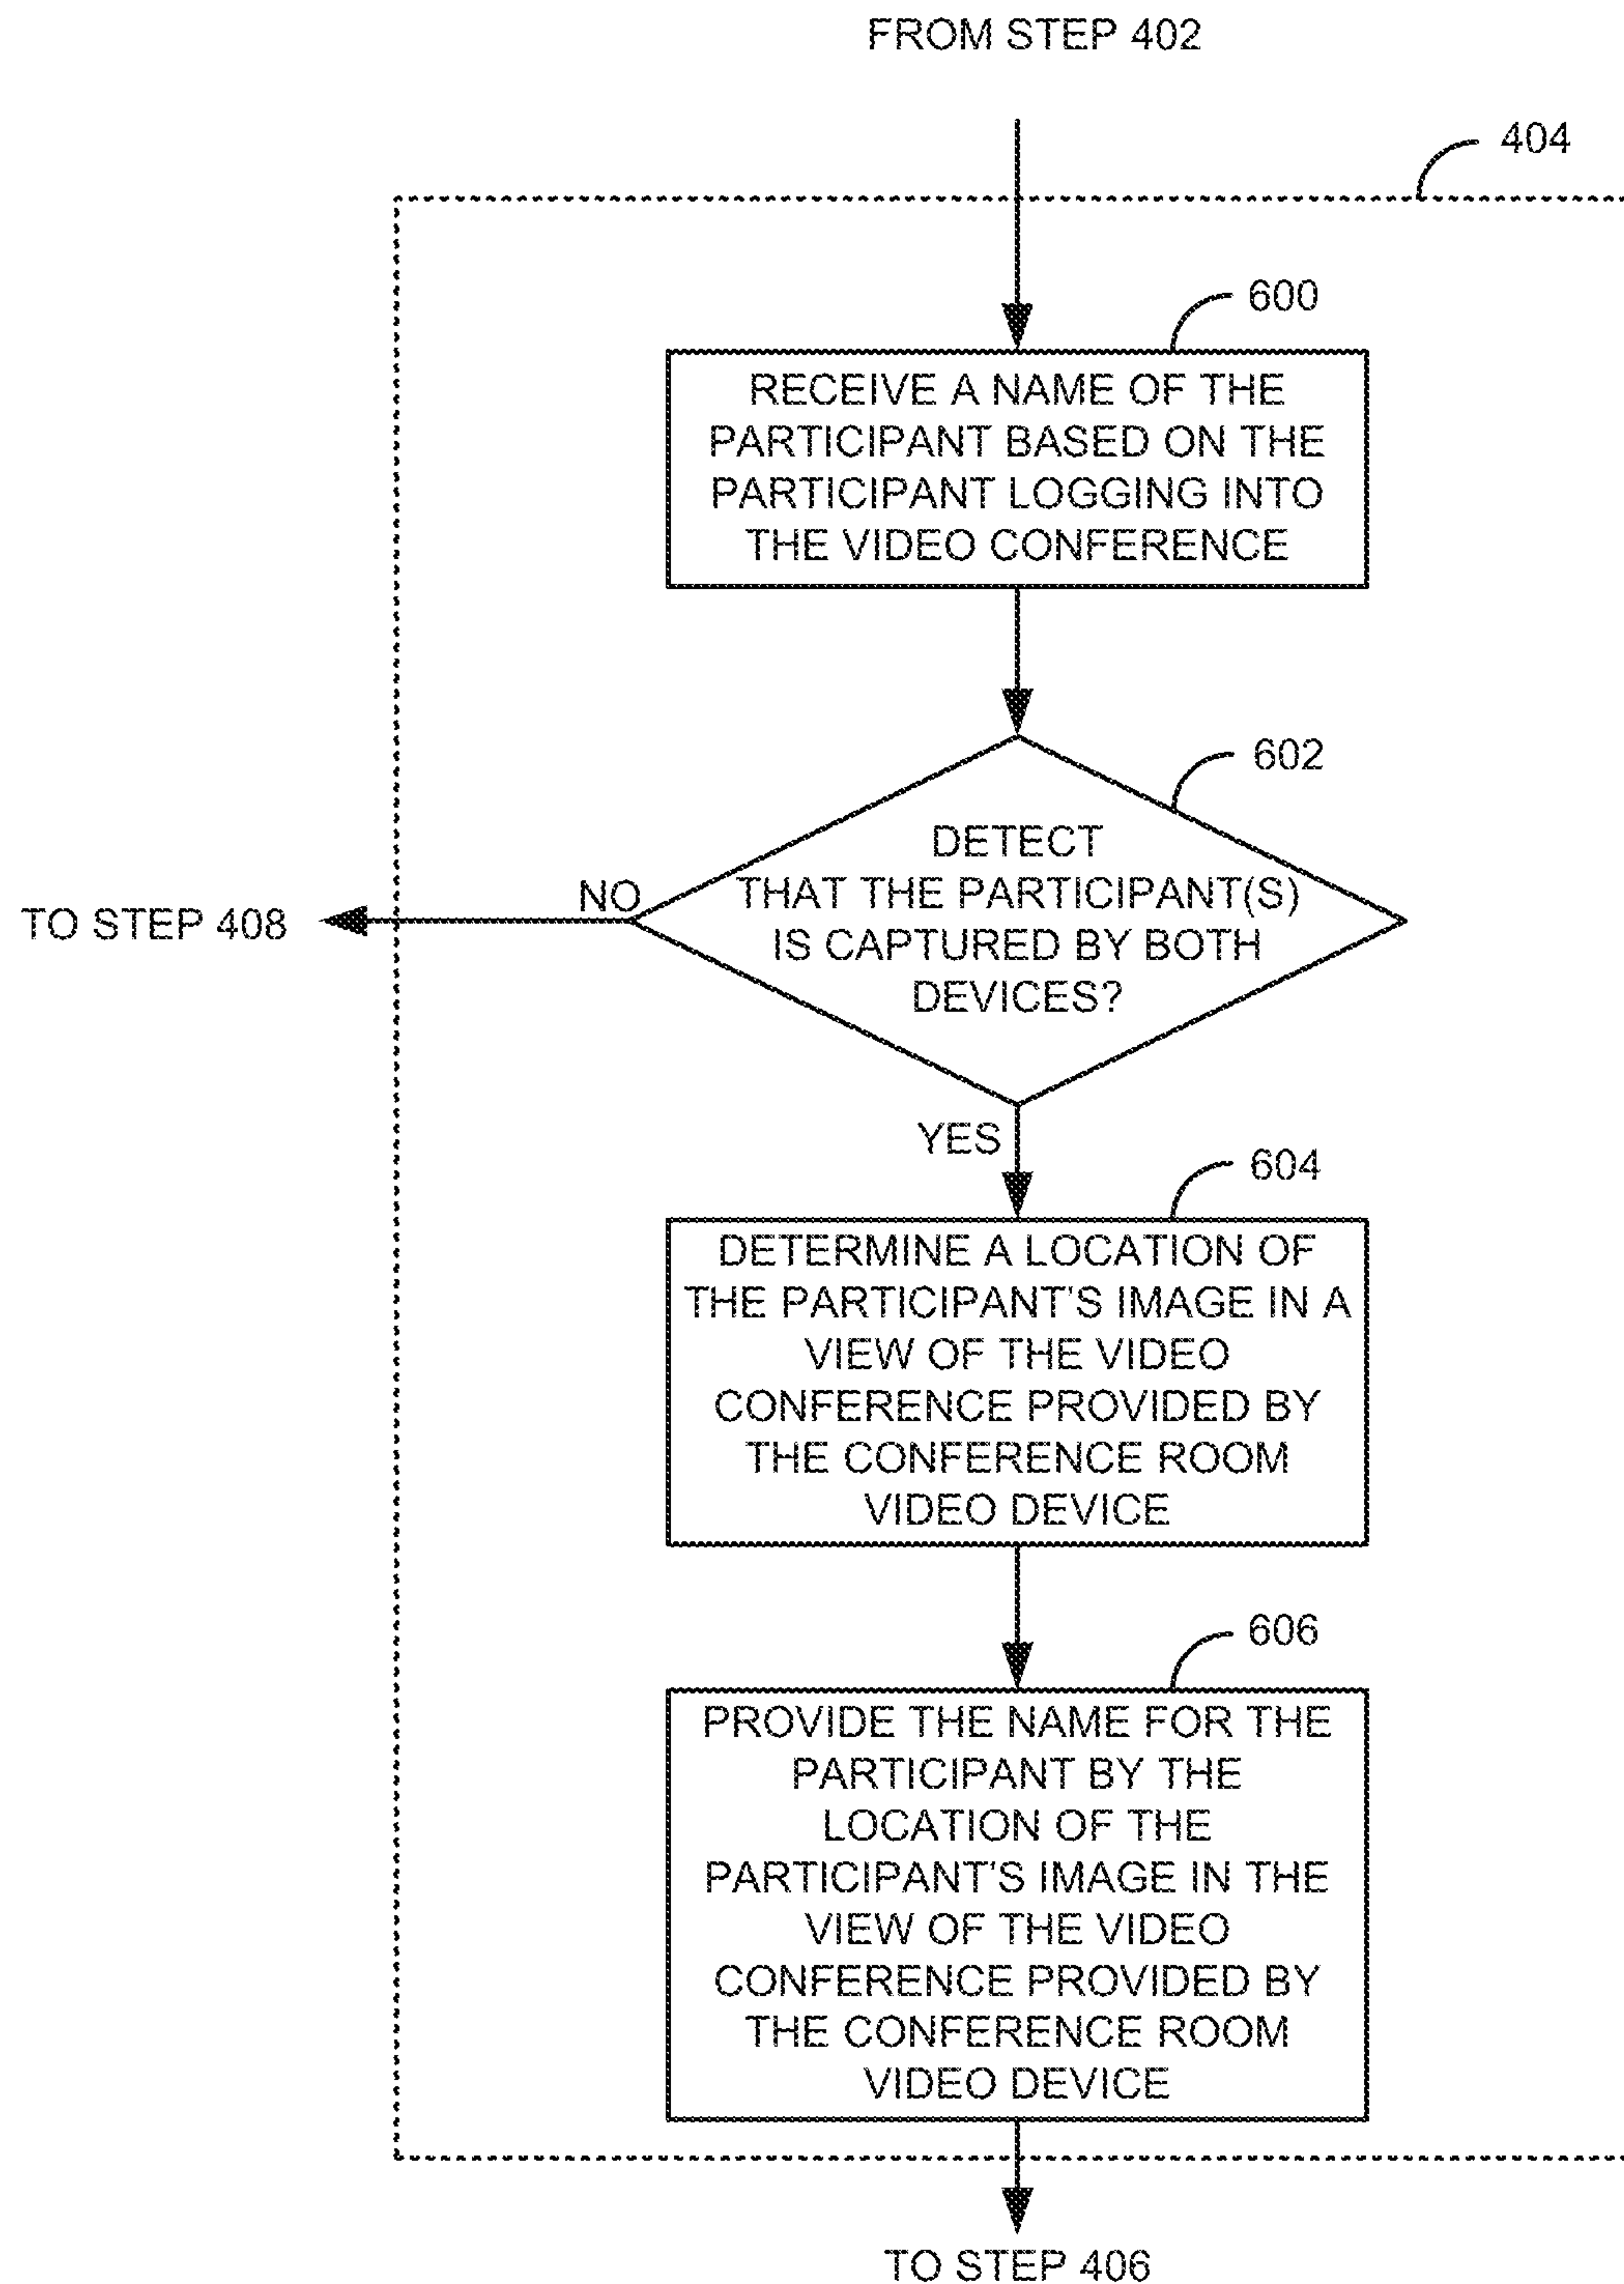 FROM STEP 402
404
600
RECEIVE A NAME OF THE
PARTICIPANT BASED ON THE
PARTICIPANT LOGGING INTO
THE VIDEO CONFERENCE
602
DETECT
THAT THE PARTICIPANT(S)
IS CAPTURED BY BOTH
DEVICES?
NO
TO STEP 408
YES
604
DETERMINE A LOCATION OF
THE PARTICIPANT'S IMAGE IN A
VIEW OF THE VIDEO
CONFERENCE PROVIDED BY
THE CONFERENCE ROOM
VIDEO DEVICE
606
PROVIDE THE NAME FOR THE
PARTICIPANT BY THE
LOCATION OF THE
PARTICIPANT'S IMAGE IN THE
VIEW OF THE VIDEO
CONFERENCE PROVIDED BY
THE CONFERENCE ROOM
VIDEO DEVICE
TO STEP 406